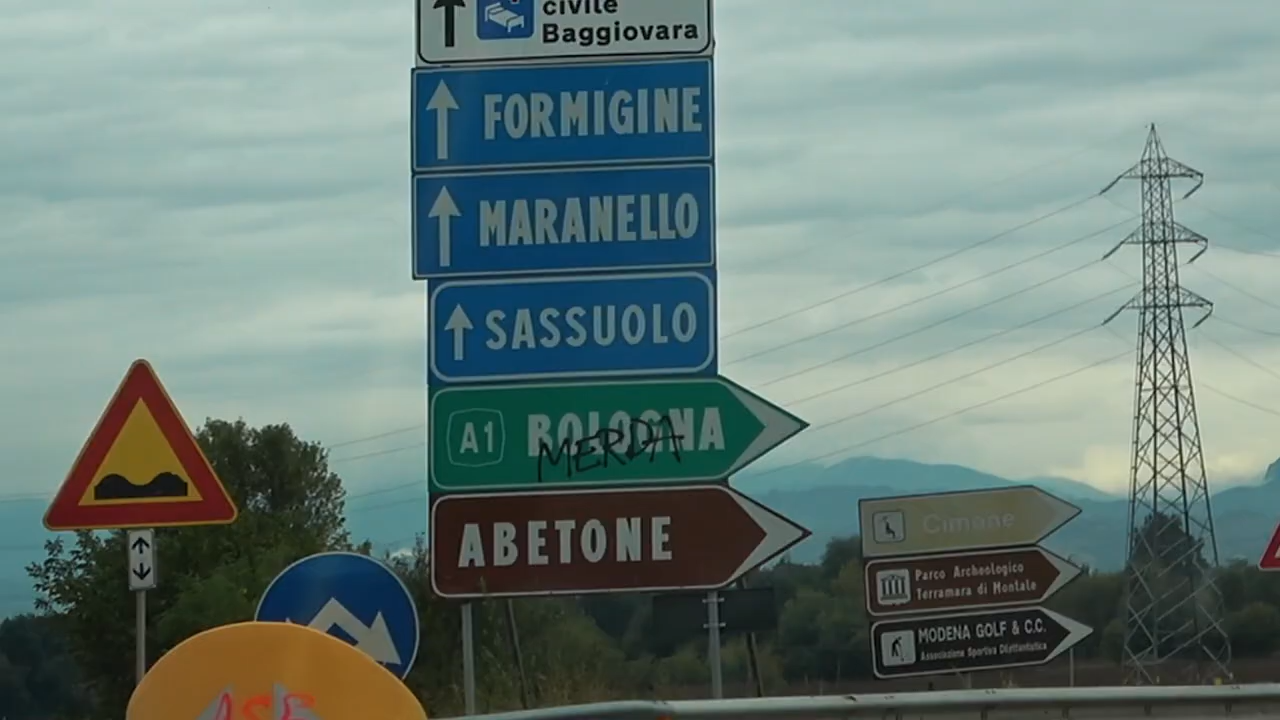 civile
Baggiovara
FORMIGINE
MARANELLO
SASSUOLO
A1 BOLOGNA
MERDA
ABETONE
Cimone
Parco Archeologico
Terramara di Montale
MODENA GOLF & C.C.
Associazione Sportiva Dilettantistica